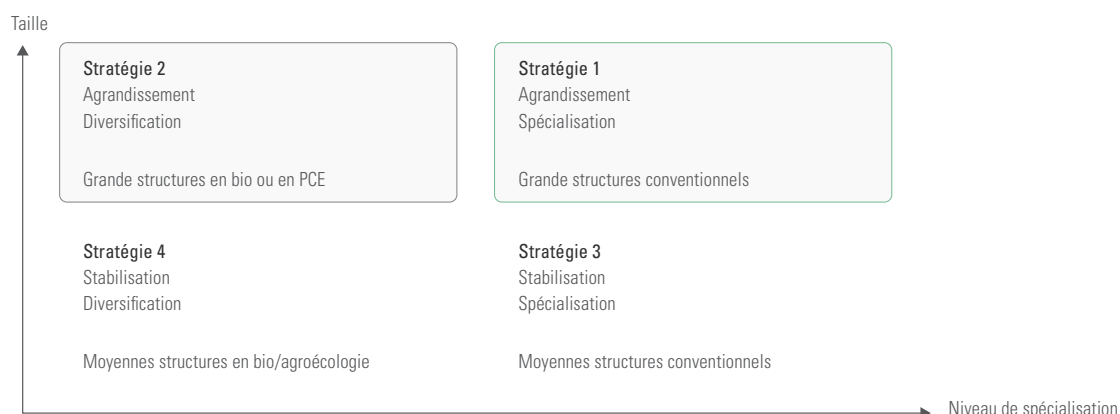 Taille
Stratégie 2
Agrandissement
Diversification
Grande structures en bio ou en PCE
Stratégie 1
Agrandissement
Spécialisation
Grande structures conventionnels
Stratégie 4
Stabilisation
Diversification
Moyennes structures en bio/agroécologie
Stratégie 3
Stabilisation
Spécialisation
Moyennes structures conventionnels
Niveau de spécialisation